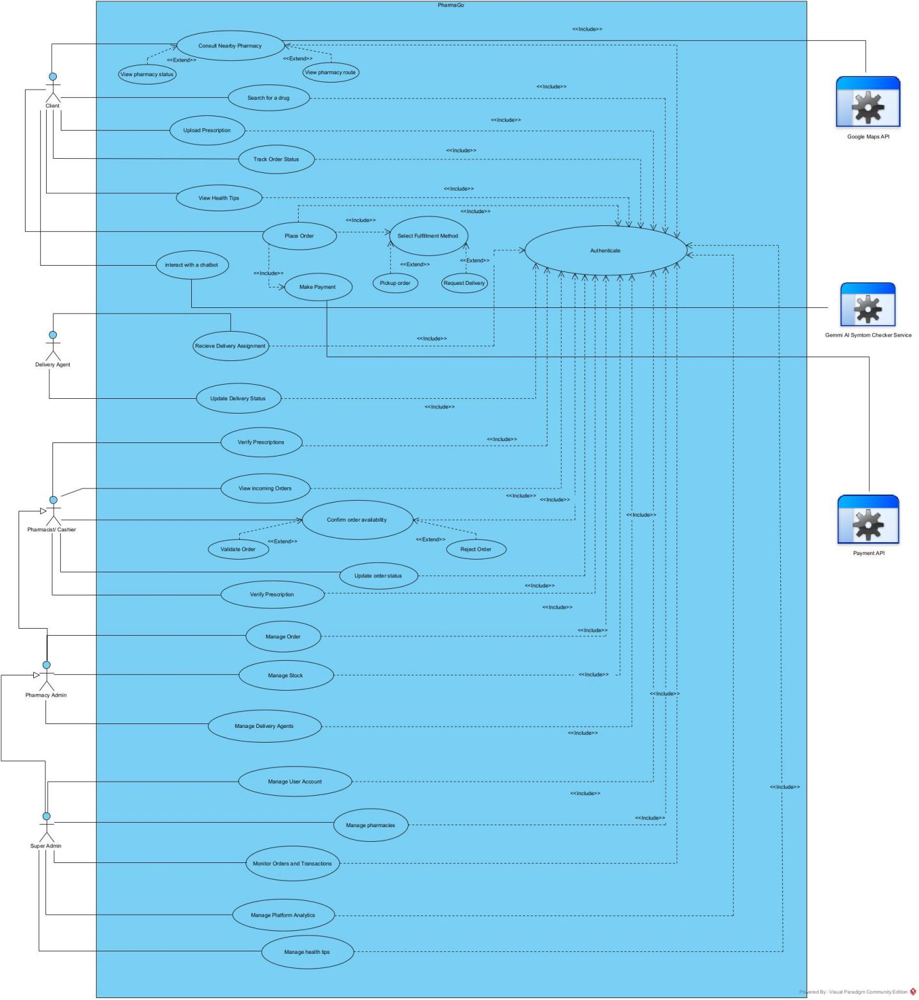 PharmaGo
<<Include>>
Consult Nearby Pharmacy
<<Extend>>
<<Extend>>
View pharmacy status
View pharmacy route
<<Include>>
Client
Search for a drug
<<Include>>
Upload Prescription
Google Maps API
<<Include>>
Track Order Status
<<Include>>
View Health Tips
<<Include>>
<<Include>>
Place Order
Select Fulfillment Method
Authenticate
interact with a chatbot
<<Extend>>
<<Extend>>
<<Include>>
Pickup order
Request Delivery
Make Payment
Gemmi AI Symtom Checker Service
<<Include>>
Recieve Delivery Assignment
Delivery Agent
Update Delivery Status
<<Include>>
<<Include>>
Verify Prescriptions
View incoming Orders
<<Include>>
<<Include>>
<<Include>>
Confirm order availability
Pharmacist/ Cashier
<<Extend>>
<<Extend>>
Validate Order
Reject Order
Payment API
Update order status
<<Include>>
Verify Prescription
<<Include>>
<<Include>>
Manage Order
Manage Stock
<<Include>>
<<Include>>
Pharmacy Admin
Manage Delivery Agents
<<Include>>
Manage User Account
<<Include>>
<<Include>>
<<Include>>
Manage pharmacies
Super Admin
Monitor Orders and Transactions
Manage Platform Analytics
Manage health tips
Powered By: Visual Paradigm Community Edition